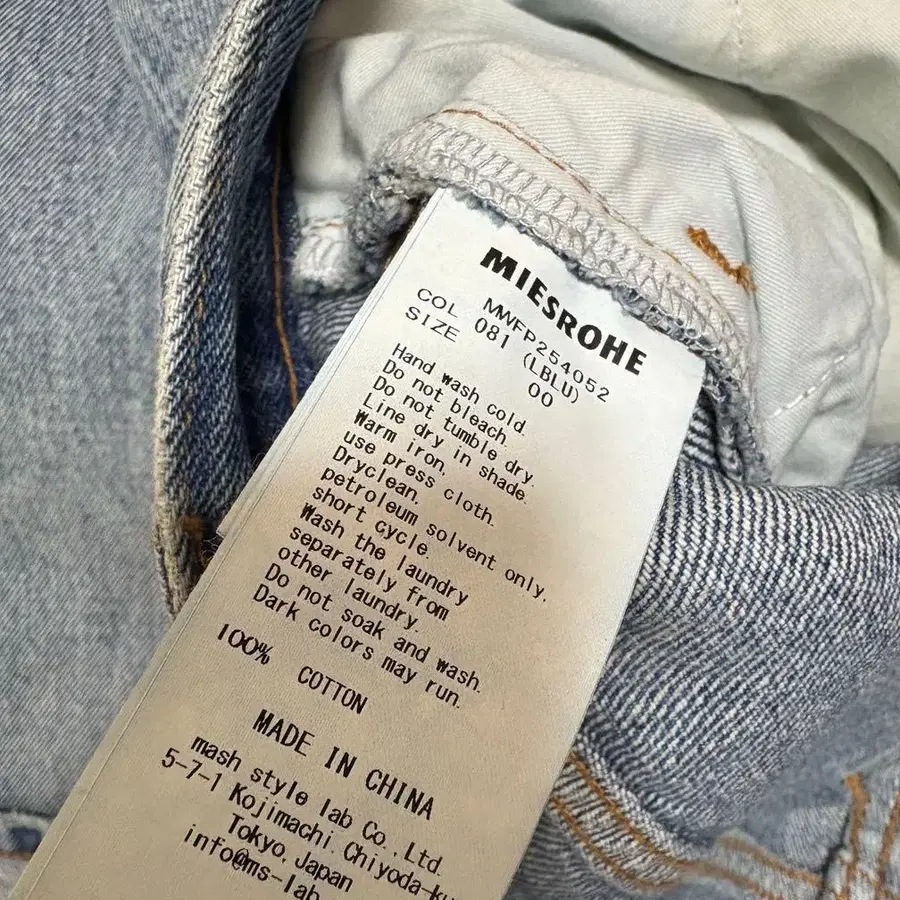 MIESROHE
MWFP254052
COL 081 (LBLU)
SIZE 00
Hand wash cold.
Do not bleach.
Do not tumble dry.
Line dry in shade.
Warm iron,
use press cloth.
Dryclean.
petroleum solvent only,
short cycle.
Wash the laundry
separately from
other laundry.
Do not soak and wash.
Dark colors may run.
100%
COTTON
MADE IN CHINA
mash style lab Co.,Ltd.
5-7-1 Kojimachi, Chiyoda-ku
Tokyo, Japan
info@ms-lab